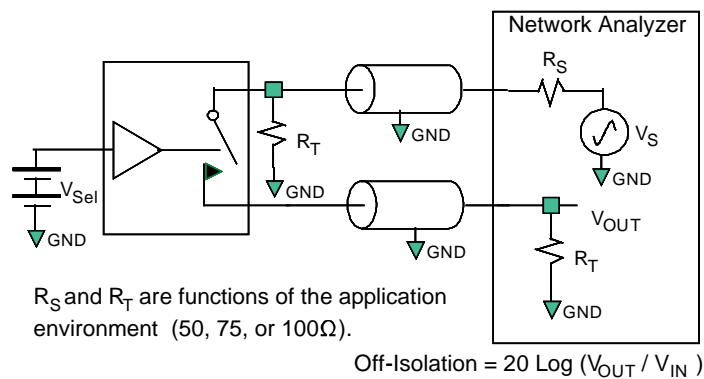 Network Analyzer
R_S
V_S
GND
GND
R_T
GND
V_Sel
GND
GND
V_OUT
R_T
GND
R_S and R_T are functions of the application
environment (50, 75, or 100Ω).
Off-Isolation = 20 Log (V_OUT / V_IN )